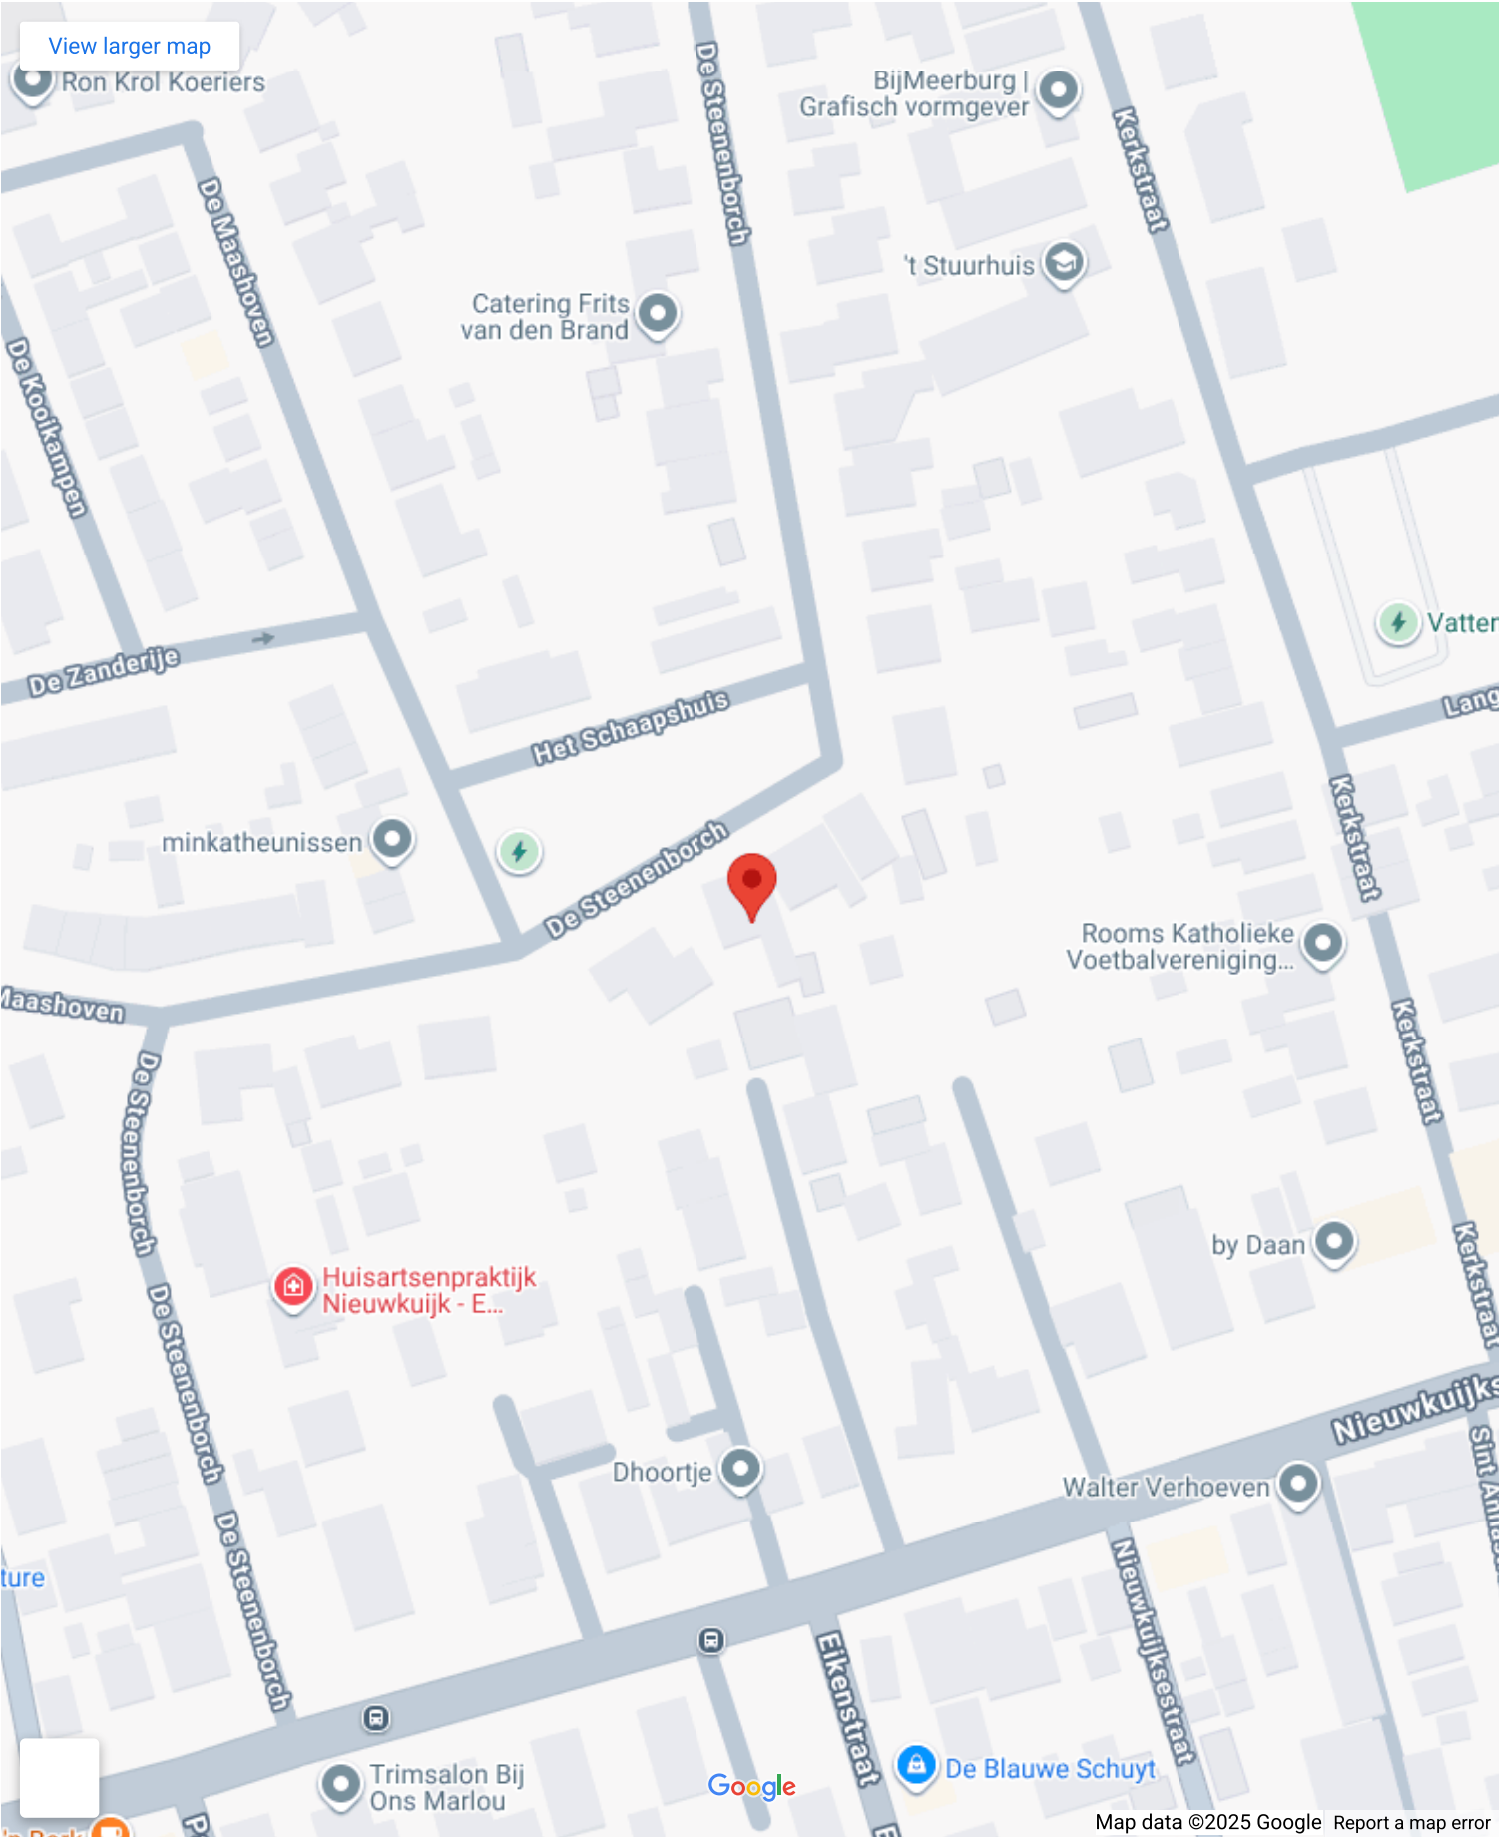 View larger map
Ron Krol Koeriers
De Steenenborch
BijMeerburg |
Grafisch vormgever
Kerkstraat
De Maashoven
't Stuurhuis
Catering Frits
van den Brand
De Kooikampen
Vatter
De Zanderije
Het Schaapshuis
Lang
minkatheunissen
De Steenenborch
Kerkstraat
Rooms Katholieke
Voetbalvereniging...
Maashoven
Kerkstraat
De Steenenborch
by Daan
Kerkstraat
Huisartsenpraktijk
Nieuwkuijk - E...
De Steenenborch
Nieuwkuijks
Dhoortje
Walter Verhoeven
Sint
De Steenenborch
ture
Nieuwkuijksestraat
Eikenstraat
De Blauwe Schuyt
Trimsalon Bij
Ons Marlou
Google
Map data ©2025 Google
Report a map error